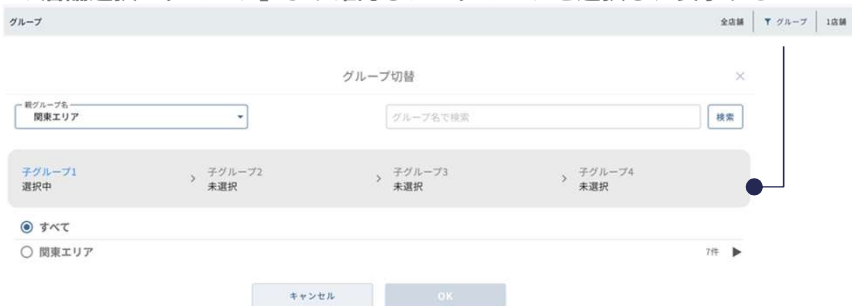 グループ 全店舗 グループ 1店舗
グループ切替 ×
親グループ名
関東エリア
グループ名で検索 検索
子グループ1 > 子グループ2 > 子グループ3 > 子グループ4
選択中 未選択 未選択 未選択
すべて
関東エリア 7件
キャンセル OK